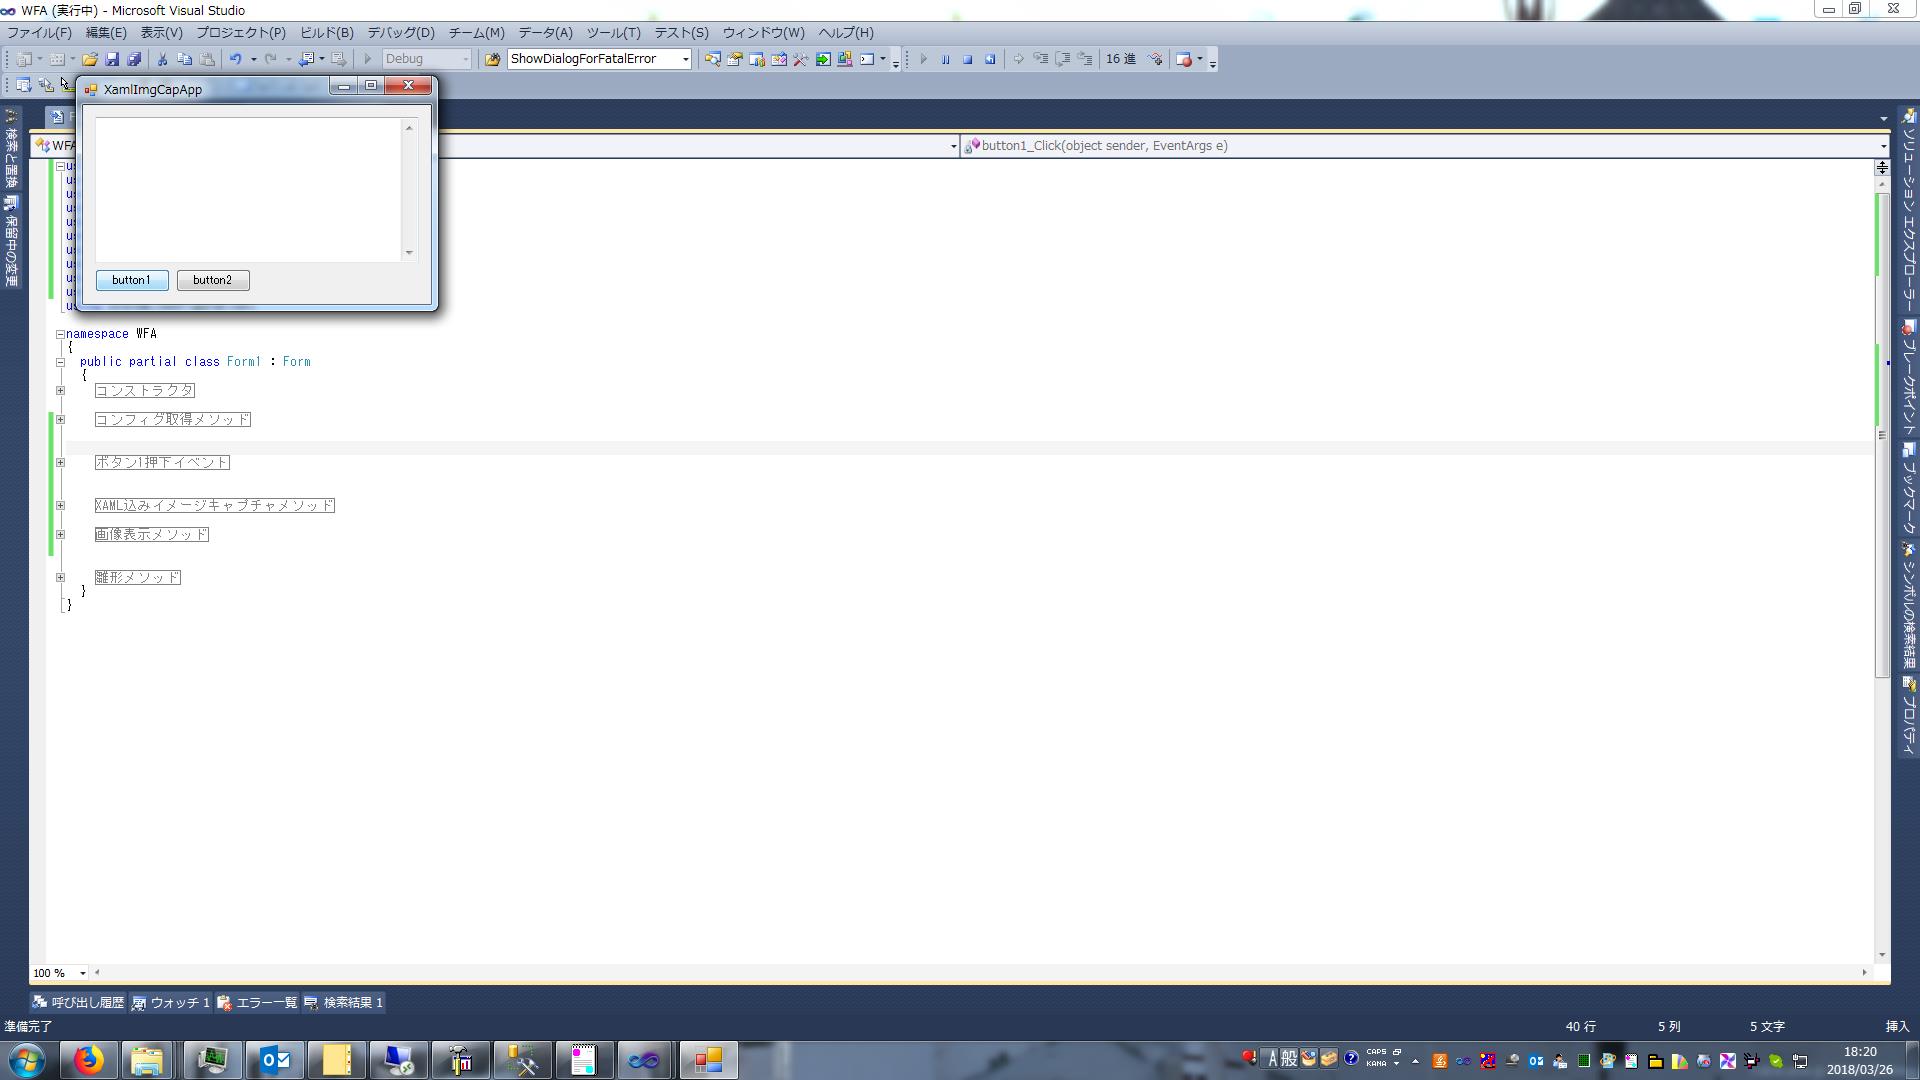 WFA (実行中) - Microsoft Visual Studio
ファイル(F) 編集(E) 表示(V) プロジェクト(P) ビルド(B) デバッグ(D) チーム(M) データ(A) ツール(T) テスト(S) ウィンドウ(W) ヘルプ(H)
Debug ShowDialogForFatalError 16 進
XamlImgCapApp
button1 button2
WFA
button1_Click(object sender, EventArgs e)
namespace WFA
{
public partial class Form1 : Form
{
コンストラクタ
コンフィグ取得メソッド
ボタン1押下イベント
XAML込みイメージキャプチャメソッド
画像表示メソッド
雛形メソッド
}
}
検索と置換
保留中の変更
ソリューション エクスプローラー
ブレークポイント
ブックマーク
シンボルの検索結果
プロパティ
100 %
呼び出し履歴 ウォッチ 1 エラー一覧 検索結果 1
準備完了 40 行 5 列 5 文字 挿入
A 般 CAPS KANA
18:20
2018/03/26